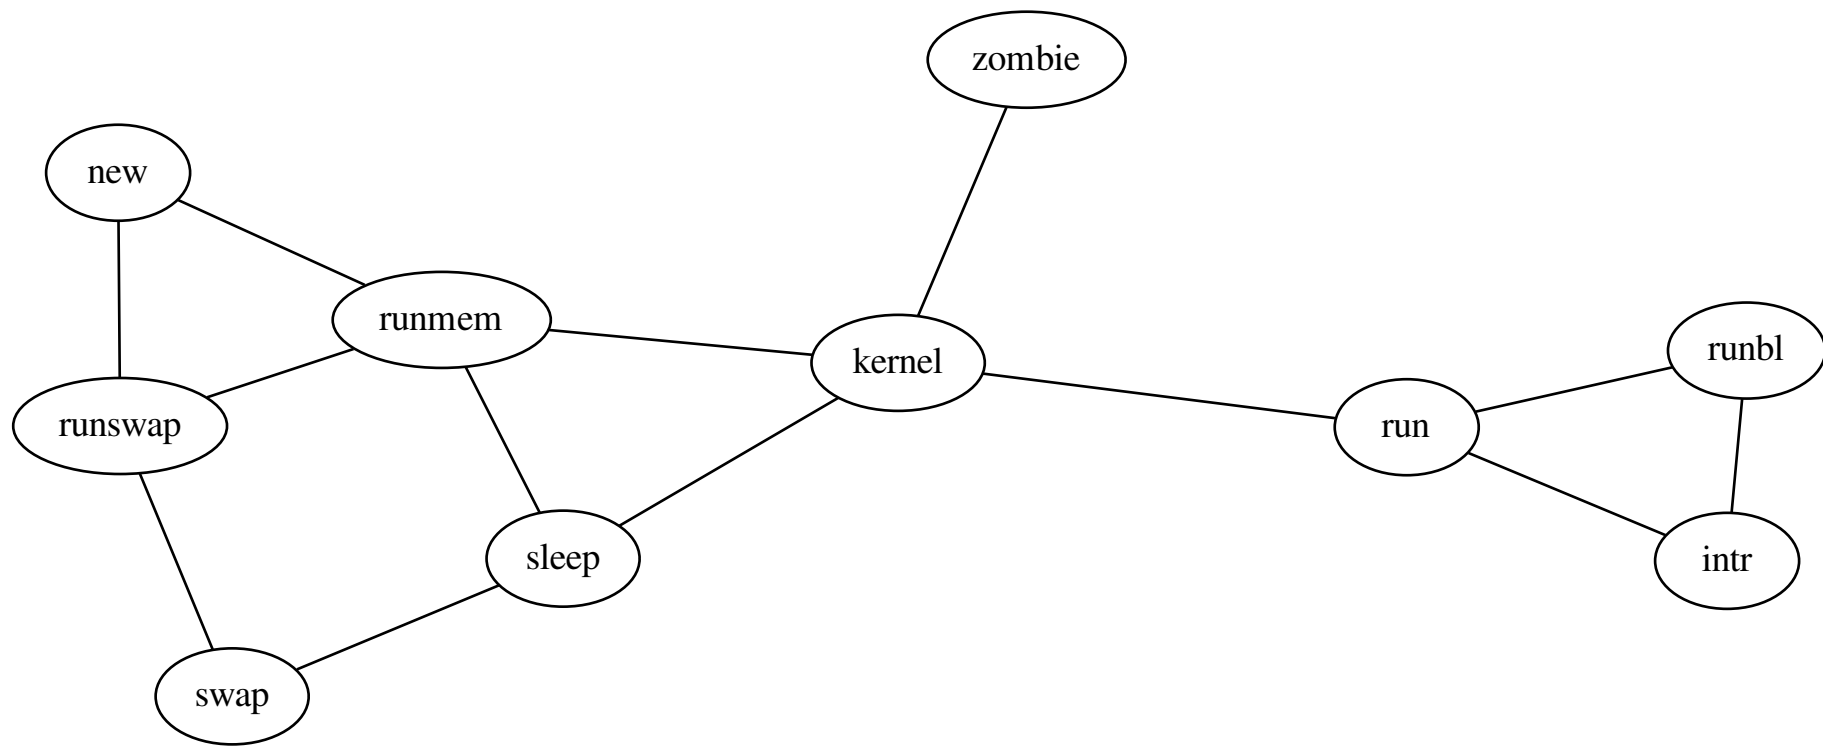 zombie
new
runmem
kernel
runbl
runswap
run
sleep
intr
swap